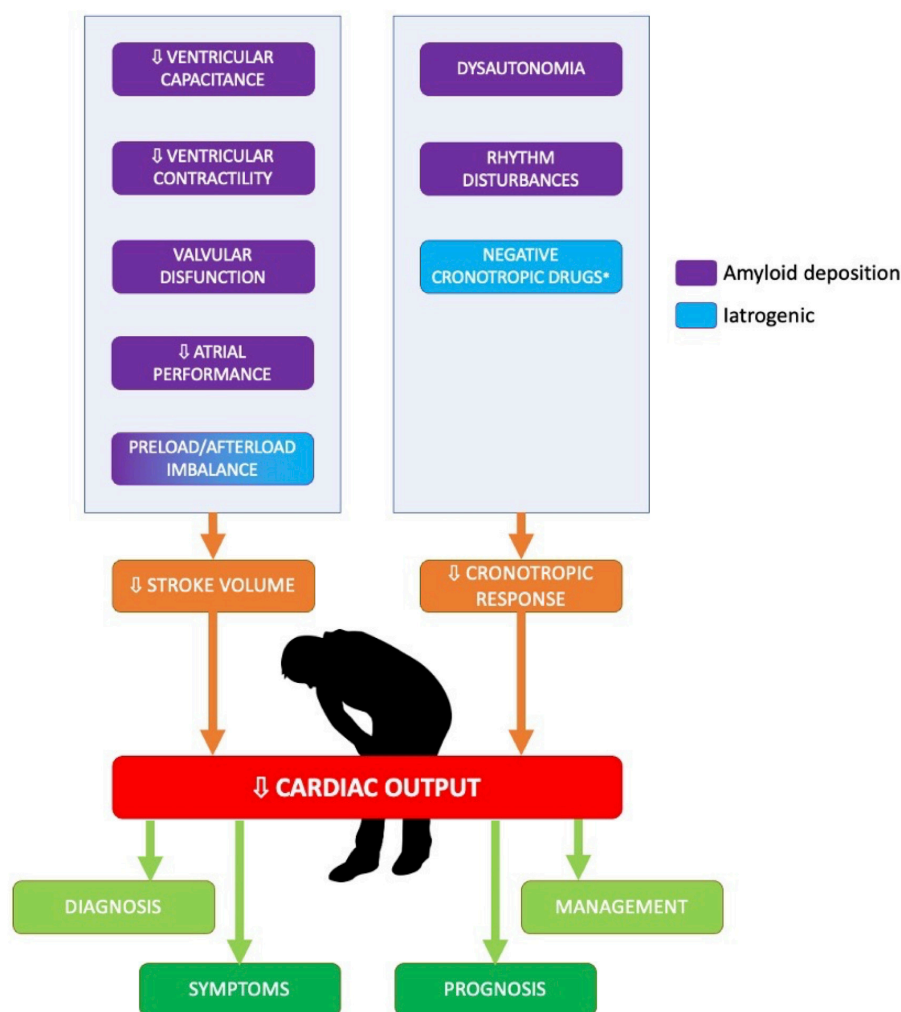 ⇩ VENTRICULAR
CAPACITANCE
⇩ VENTRICULAR
CONTRACTILITY
VALVULAR
DISFUNCTION
⇩ ATRIAL
PERFORMANCE
PRELOAD/AFTERLOAD
IMBALANCE
DYSAUTONOMIA
RHYTHM
DISTURBANCES
NEGATIVE
CRONOTROPIC DRUGS*
Amyloid deposition
Iatrogenic
⇩ STROKE VOLUME
⇩ CRONOTROPIC
RESPONSE
⇩ CARDIAC OUTPUT
DIAGNOSIS
MANAGEMENT
SYMPTOMS
PROGNOSIS